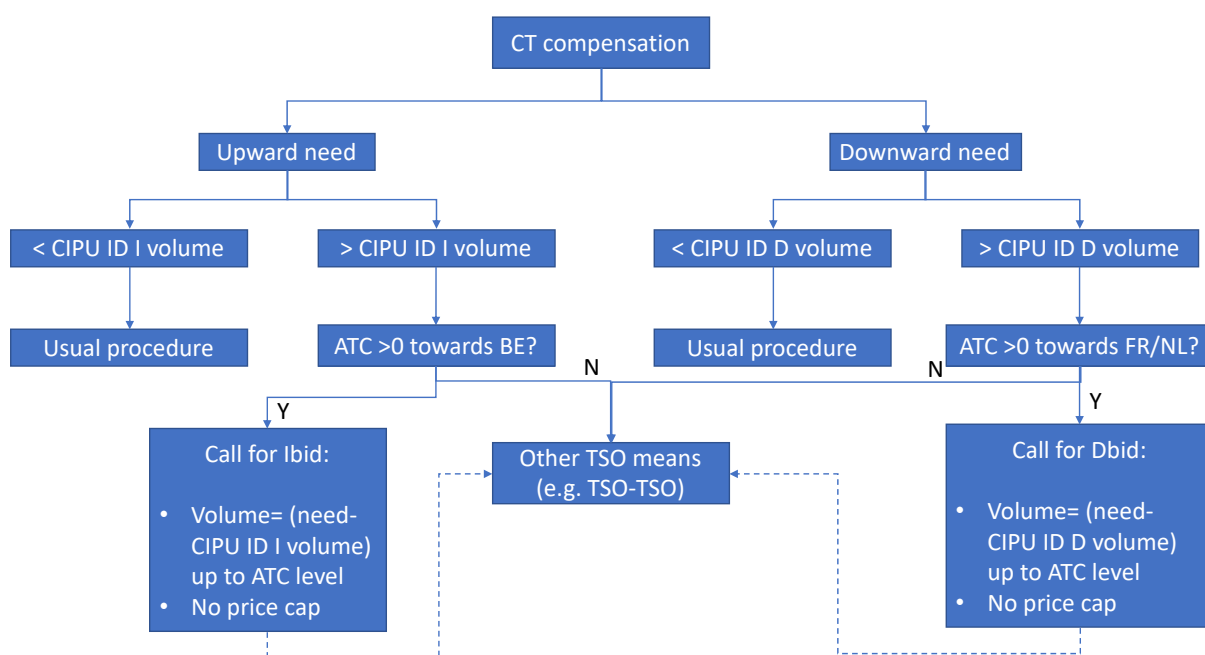 CT compensation
Upward need
Downward need
< CIPU ID I volume
> CIPU ID I volume
< CIPU ID D volume
> CIPU ID D volume
Usual procedure
ATC >0 towards BE?
Usual procedure
ATC >0 towards FR/NL?
N
N
Y
Y
Call for Ibid:
• Volume= (need-
CIPU ID I volume)
up to ATC level
• No price cap
Other TSO means
(e.g. TSO-TSO)
Call for Dbid:
• Volume= (need-
CIPU ID D volume)
up to ATC level
• No price cap